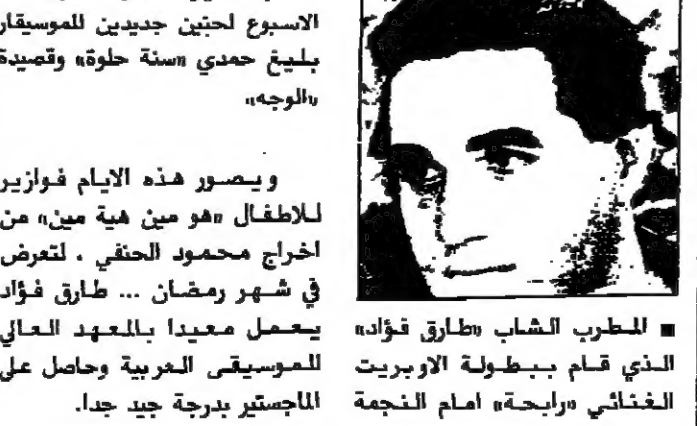 ■ المطرب الشاب «طارق فؤاد»
الذي قام ببطولة الاوبريت
الغنائي «رابحة» امام النجمة
الاسبوع لحنين جديدين للموسيقار
بليغ حمدي «سنة حلوة» وقصيدة
«الوجه»
ويصور هذه الايام فوازير
للاطفال «هو مين هية مين» من
اخراج محمود الحنفي ، لتعرض
في شهر رمضان ... طارق فؤاد
يعمل معيدا بالمعهد العالي
للموسيقى العربية وحاصل على
الماجستير بدرجة جيد جدا.